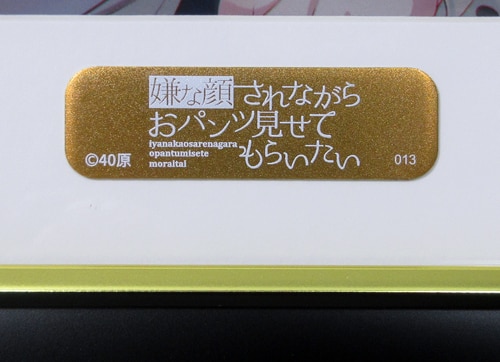 嫌な顔されながら
おパンツ見せて
もらいたい
iyanakaosarenagara
opantumisete
moraitai
©40原
013